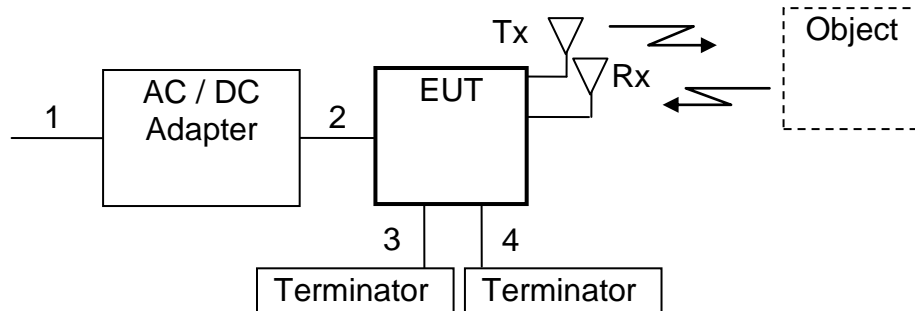 Tx
Object
Rx
AC / DC
Adapter
EUT
1
2
3
4
Terminator
Terminator